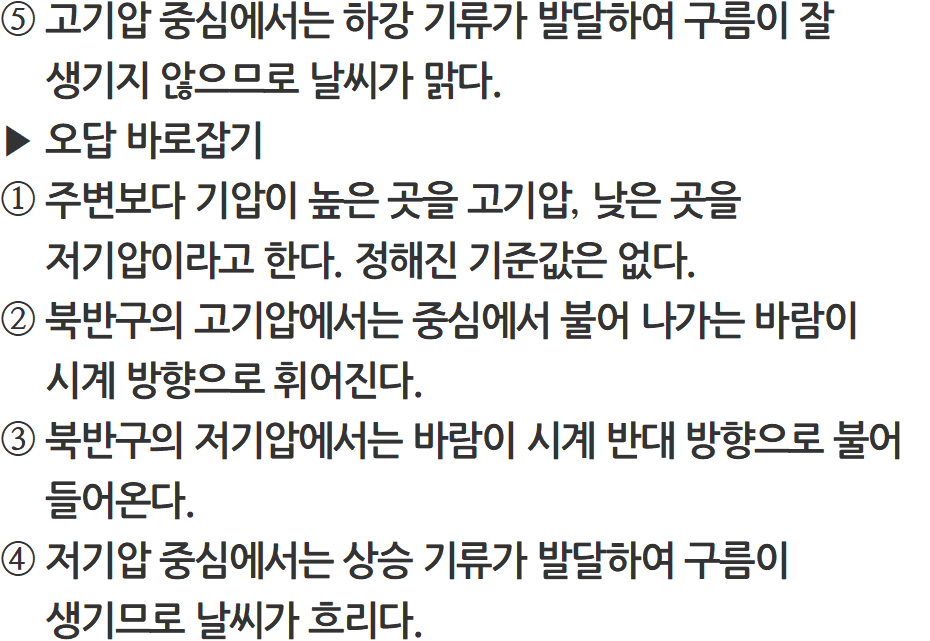 ⑤ 고기압 중심에서는 하강 기류가 발달하여 구름이 잘
생기지 않으므로 날씨가 맑다.
▶ 오답 바로잡기
① 주변보다 기압이 높은 곳을 고기압, 낮은 곳을
저기압이라고 한다. 정해진 기준값은 없다.
② 북반구의 고기압에서는 중심에서 불어 나가는 바람이
시계 방향으로 휘어진다.
③ 북반구의 저기압에서는 바람이 시계 반대 방향으로 불어
들어온다.
④ 저기압 중심에서는 상승 기류가 발달하여 구름이
생기므로 날씨가 흐리다.